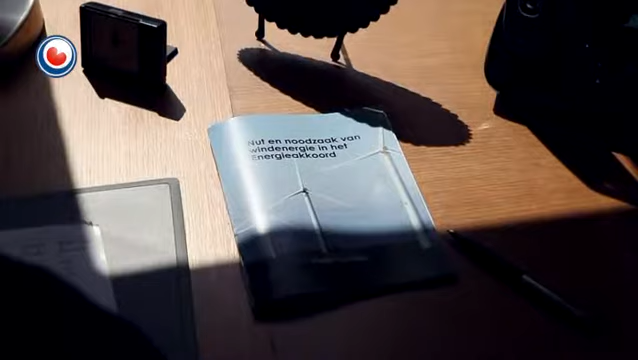 Nut en noodzaak van
windenergie in het
Energieakkoord